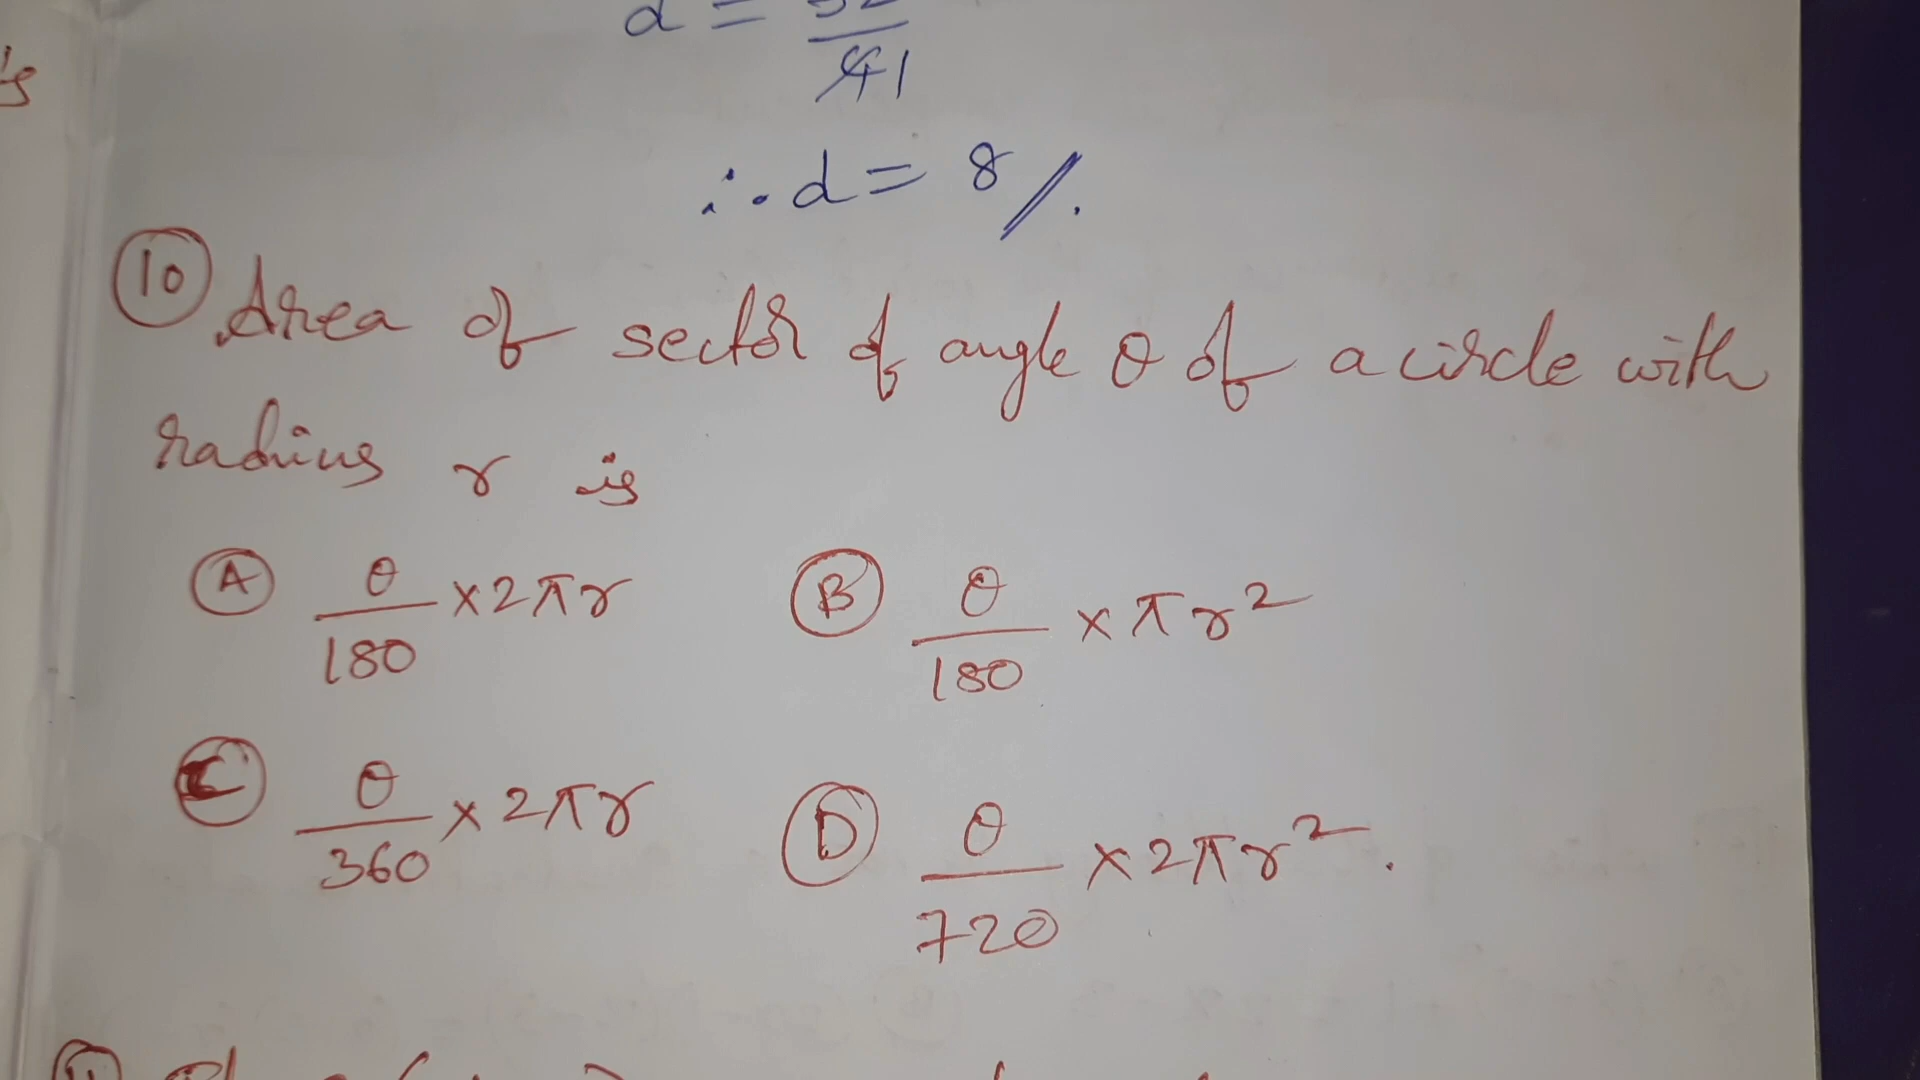 d =
41
∴ d = 8 //.
10 Area of sector of angle θ of a circle with
radius r is
A θ/180 × 2πr B θ/180 × πr²
C θ/360 × 2πr D θ/720 × 2πr².